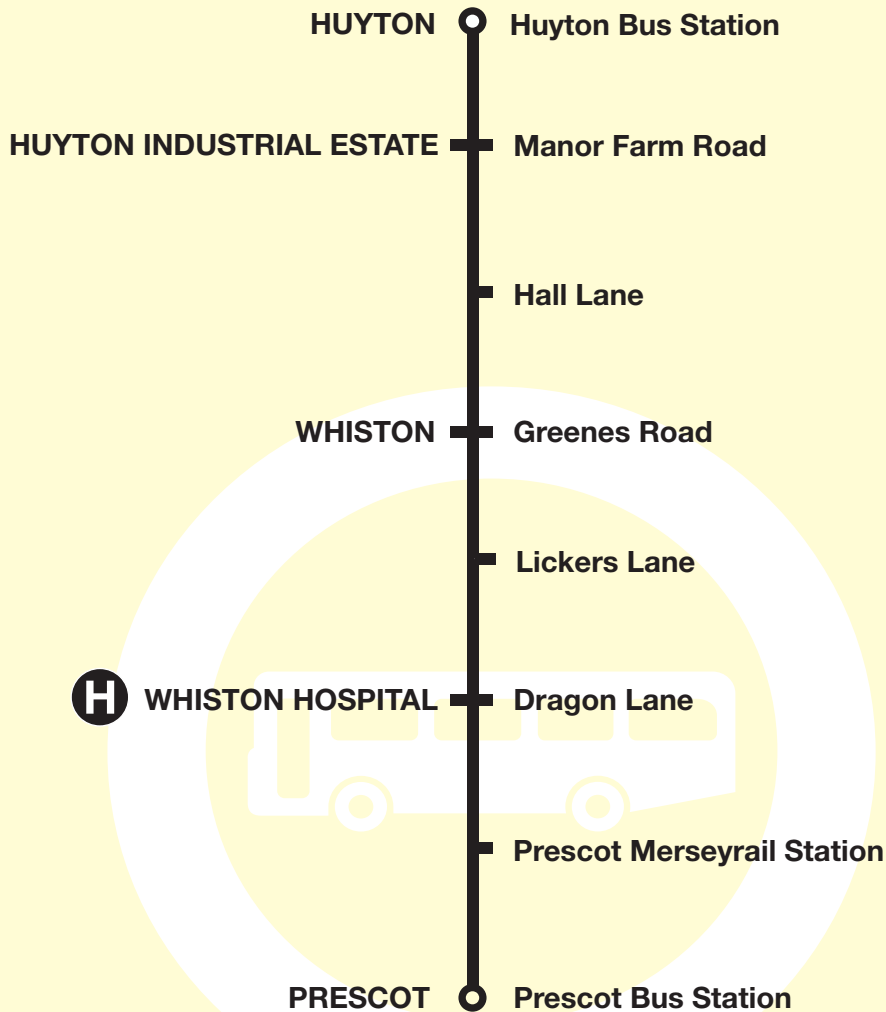 HUYTON Huyton Bus Station
HUYTON INDUSTRIAL ESTATE Manor Farm Road
Hall Lane
WHISTON Greenes Road
Lickers Lane
H WHISTON HOSPITAL Dragon Lane
Prescot Merseyrail Station
PRESCOT Prescot Bus Station